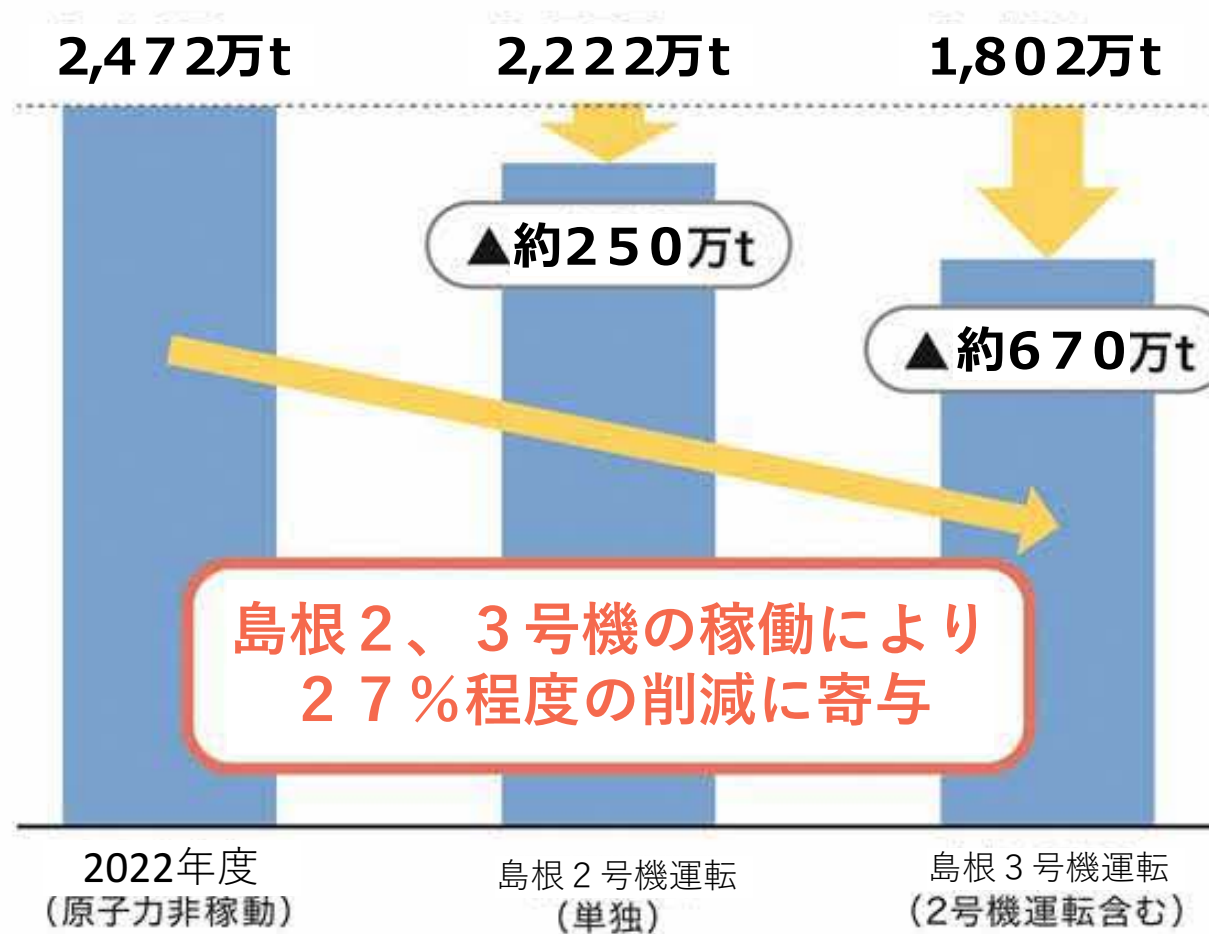 2,472万t
2,222万t
1,802万t
▲約250万t
▲約670万t
島根2、3号機の稼働により
27%程度の削減に寄与
2022年度
(原子力非稼動)
島根2号機運転
(単独)
島根3号機運転
(2号機運転含む)